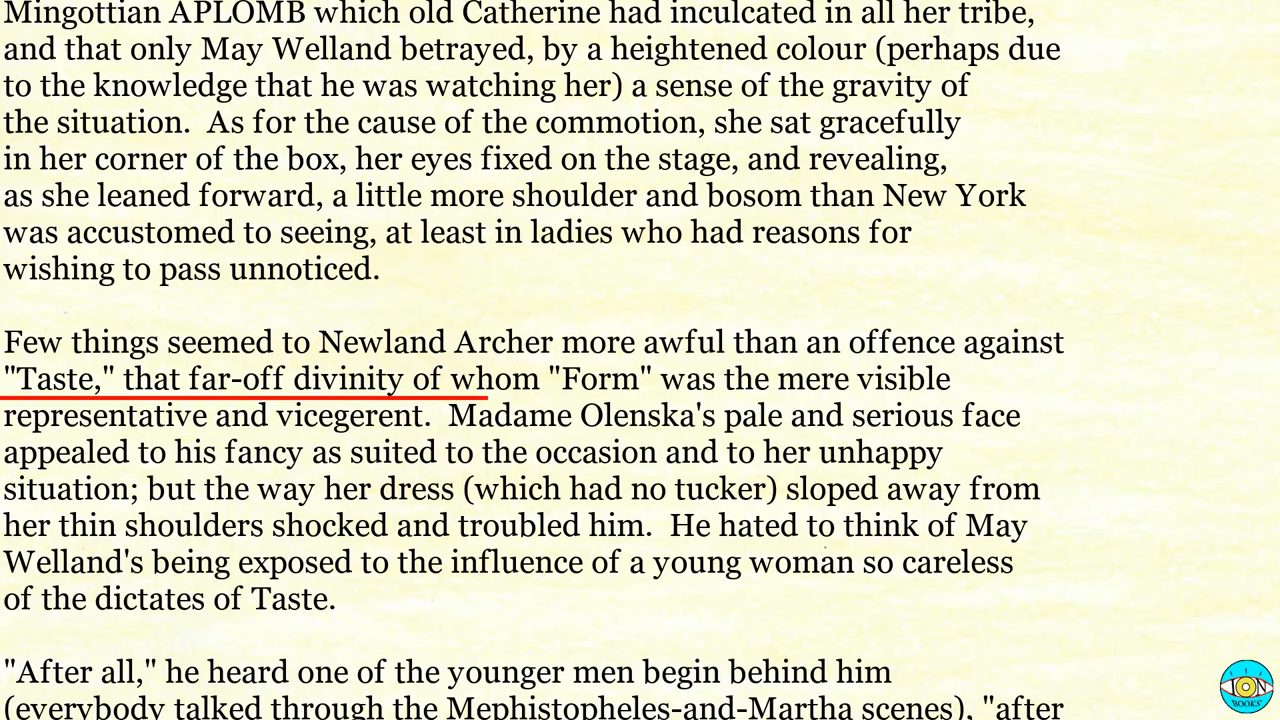 Mingottian APLOMB which old Catherine had inculcated in all her tribe,
and that only May Welland betrayed, by a heightened colour (perhaps due
to the knowledge that he was watching her) a sense of the gravity of
the situation.  As for the cause of the commotion, she sat gracefully
in her corner of the box, her eyes fixed on the stage, and revealing,
as she leaned forward, a little more shoulder and bosom than New York
was accustomed to seeing, at least in ladies who had reasons for
wishing to pass unnoticed.

Few things seemed to Newland Archer more awful than an offence against
"Taste," that far-off divinity of whom "Form" was the mere visible
representative and vicegerent.  Madame Olenska's pale and serious face
appealed to his fancy as suited to the occasion and to her unhappy
situation; but the way her dress (which had no tucker) sloped away from
her thin shoulders shocked and troubled him.  He hated to think of May
Welland's being exposed to the influence of a young woman so careless
of the dictates of Taste.

"After all," he heard one of the younger men begin behind him
(everybody talked through the Mephistopheles-and-Martha scenes), "after
ION
BOOKS